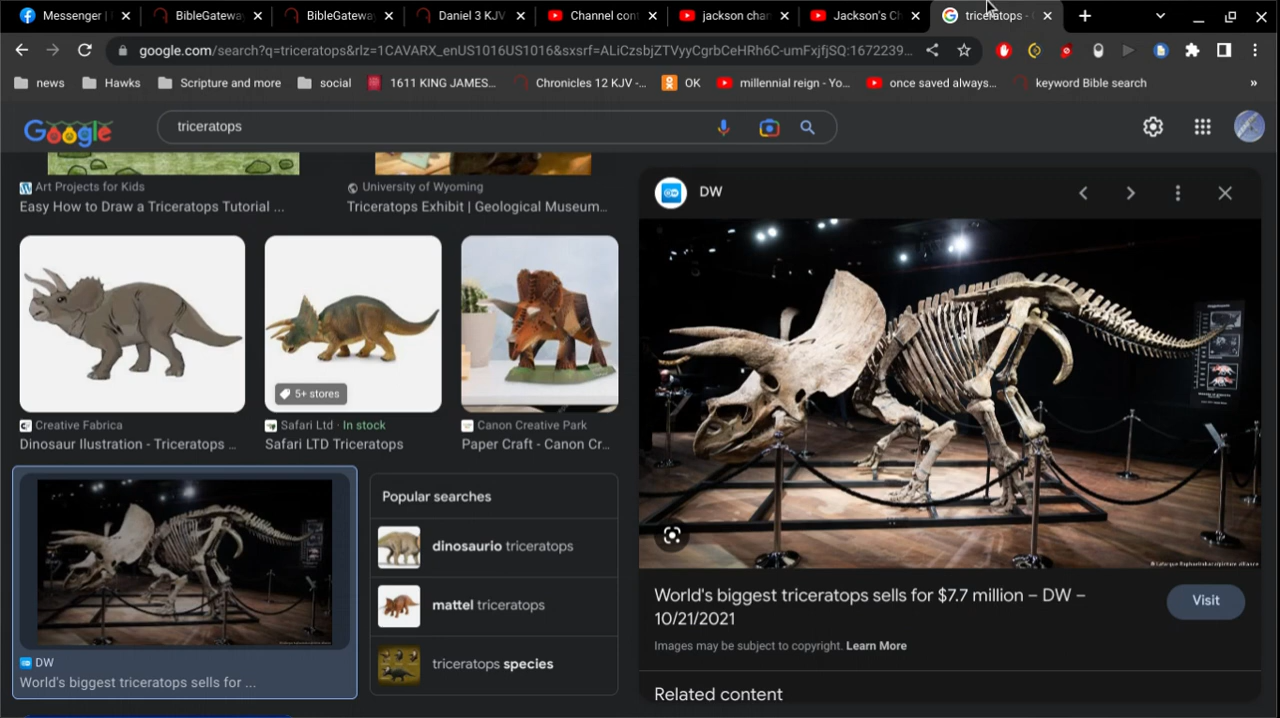 Messenger |
BibleGateway
BibleGateway
Daniel 3 KJV
Channel con
jackson cha
Jackson's C
triceratops -
google.com/search?q=triceratops&rlz=1CAVARX_enUS1016US1016&sxsrf=ALiCzsbjZTVyyCgrbCeHRh6C-umFxjfjSQ:1672239...
news
Hawks
Scripture and more
social
1611 KING JAMES...
Chronicles 12 KJV -...
OK
millennial reign - Yo...
once saved always...
keyword Bible search
»
Google
triceratops
Art Projects for Kids
Easy How to Draw a Triceratops Tutorial ...
University of Wyoming
Triceratops Exhibit | Geological Museum...
5+ stores
Creative Fabrica
Dinosaur Ilustration - Triceratops ...
Safari Ltd · In stock
Safari LTD Triceratops
Canon Creative Park
Paper Craft - Canon Cr...
DW
World's biggest triceratops sells for ...
Popular searches
dinosaurio triceratops
mattel triceratops
triceratops species
DW
World's biggest triceratops sells for $7.7 million – DW –
10/21/2021
Visit
Images may be subject to copyright. Learn More
Related content